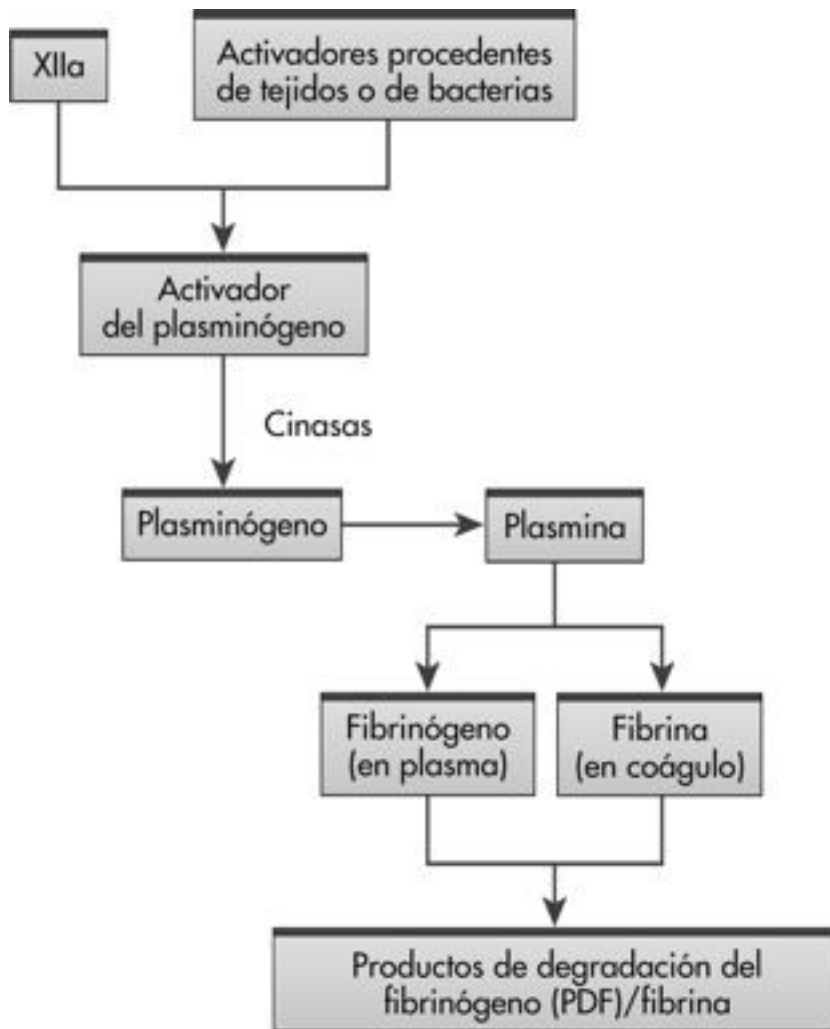 XIIa
Activadores procedentes
de tejidos o de bacterias
Activador
del plasminógeno
Cinasas
Plasminógeno
Plasmina
Fibrinógeno
(en plasma)
Fibrina
(en coágulo)
Productos de degradación del
fibrinógeno (PDF)/fibrina